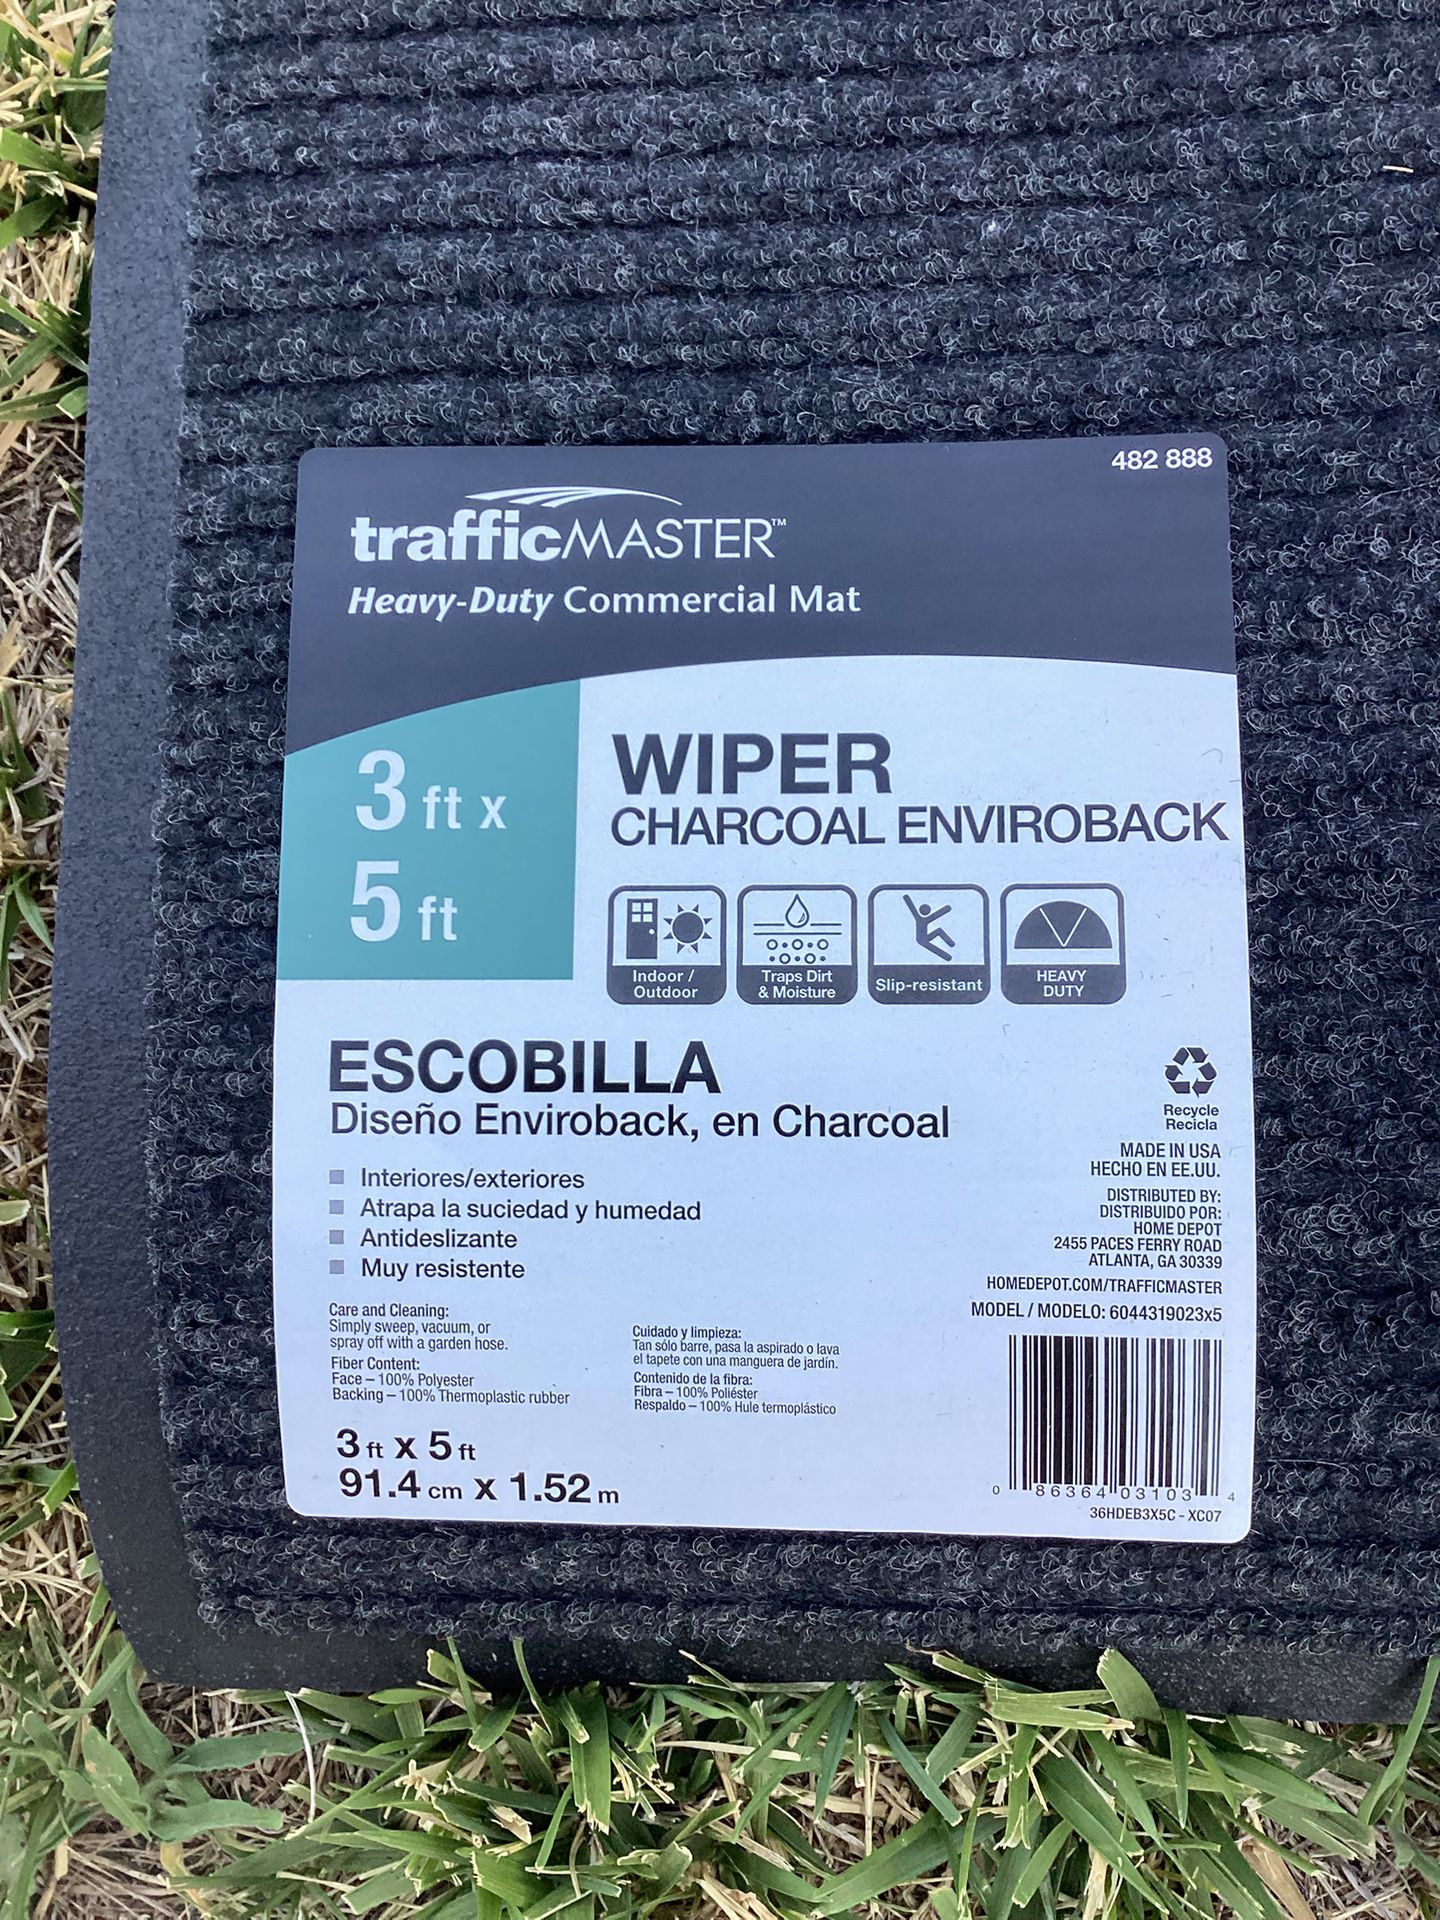 482 888
trafficMASTER™
Heavy-Duty Commercial Mat
3 ft x
5 ft
WIPER
CHARCOAL ENVIROBACK
Indoor /
Outdoor
Traps Dirt
& Moisture
Slip-resistant
HEAVY
DUTY
ESCOBILLA
Diseño Enviroback, en Charcoal
Interiores/exteriores
Atrapa la suciedad y humedad
Antideslizante
Muy resistente
Recycle
Recicla
MADE IN USA
HECHO EN EE.UU.
DISTRIBUTED BY:
DISTRIBUIDO POR:
HOME DEPOT
2455 PACES FERRY ROAD
ATLANTA, GA 30339
HOMEDEPOT.COM/TRAFFICMASTER
MODEL / MODELO: 6044319023x5
Care and Cleaning:
Simply sweep, vacuum, or
spray off with a garden hose.
Fiber Content:
Face – 100% Polyester
Backing – 100% Thermoplastic rubber
Cuidado y limpieza:
Tan sólo barre, pasa la aspirado o lava
el tapete con una manguera de jardín.
Contenido de la fibra:
Fibra – 100% Poliéster
Respaldo – 100% Hule termoplástico
3 ft x 5 ft
91.4 cm x 1.52 m
0 86364 03103 4
36HDEB3X5C - XC07